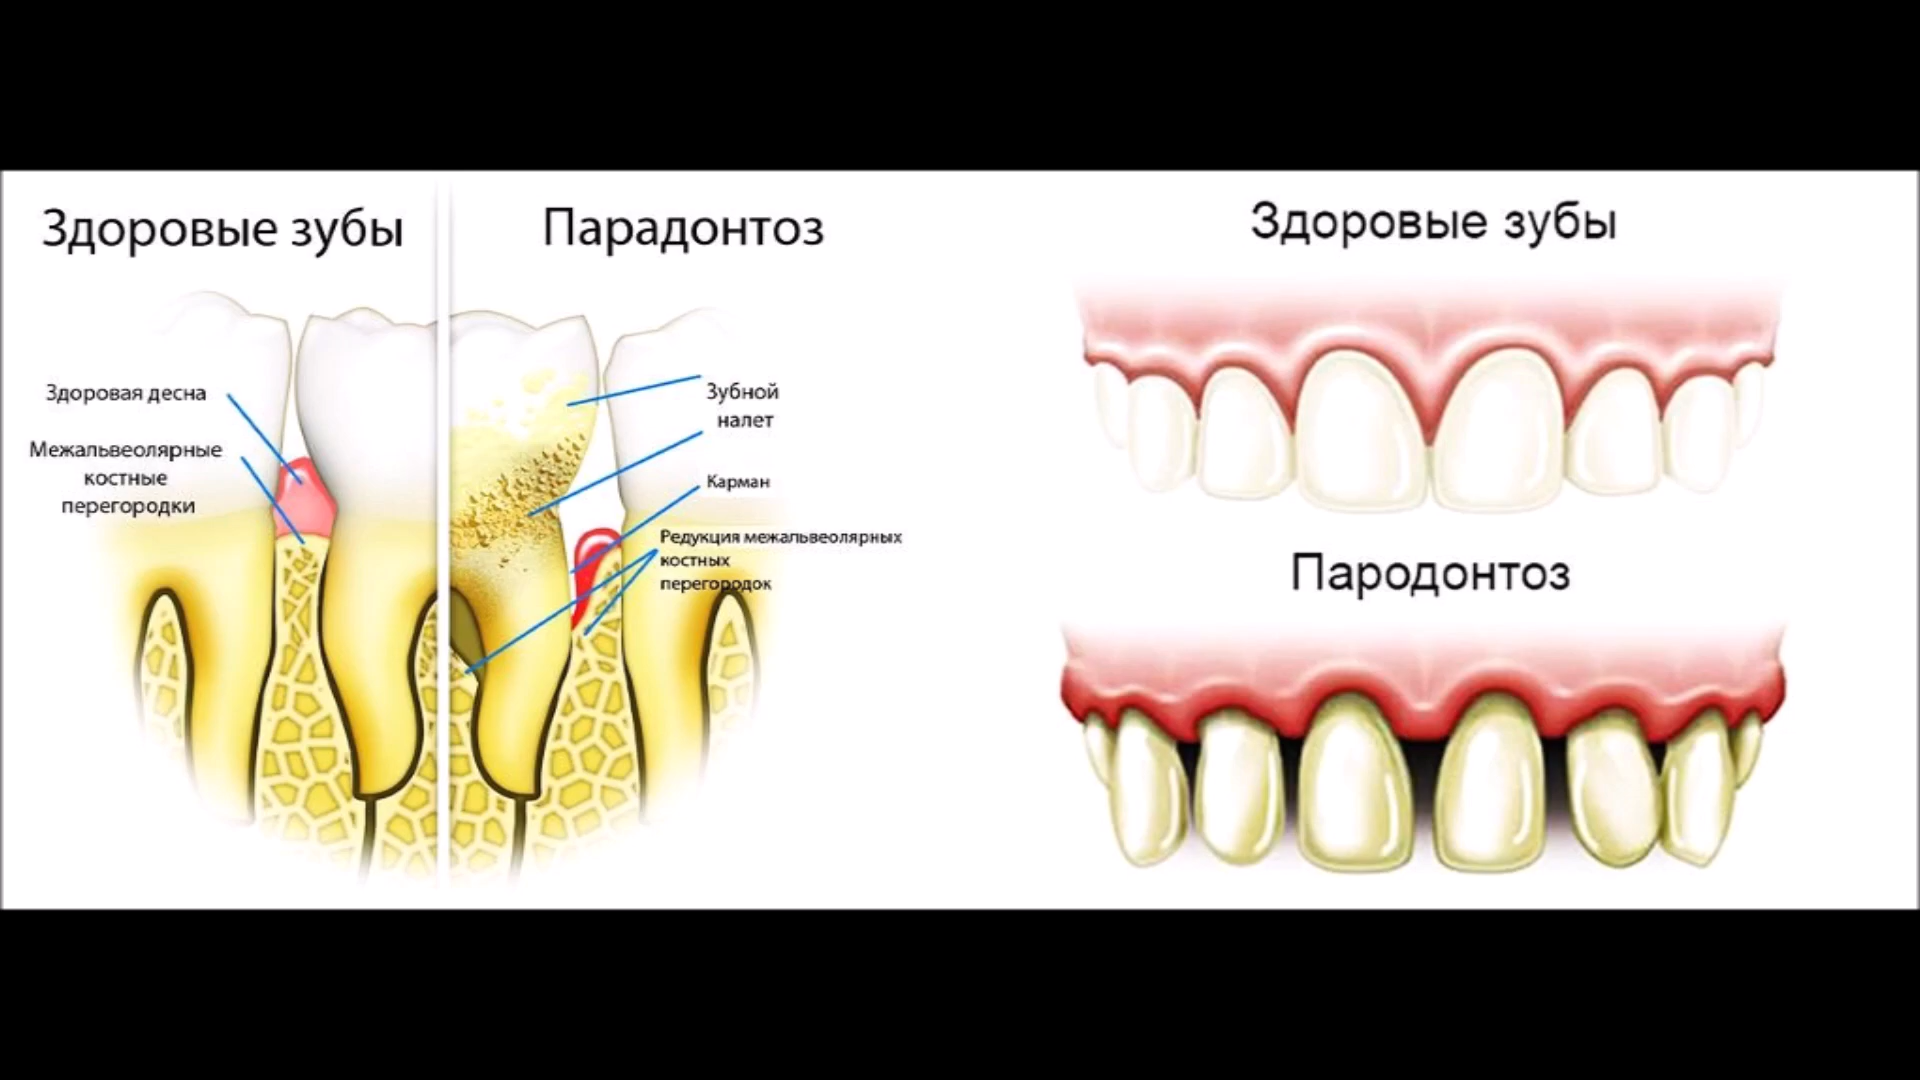 Здоровые зубы
Парадонтоз
Здоровая десна
Межальвеолярные
костные
перегородки
Зубной
налет
Карман
Редукция межальвеолярных
костных
перегородок
Здоровые зубы
Пародонтоз